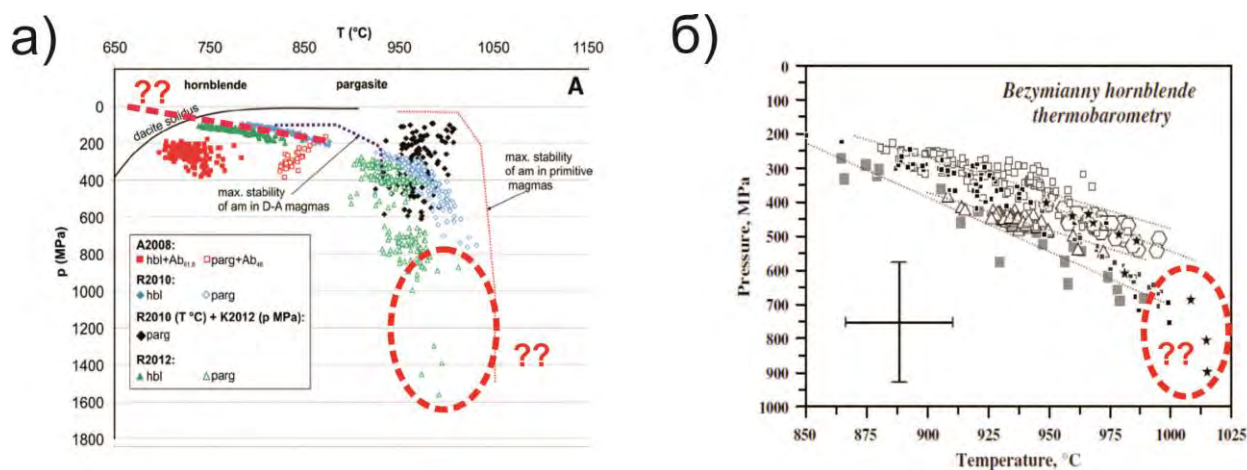 а)
T (°C)
650 750 850 950 1050 1150
hornblende pargasite A
??
dacite solidus
max. stability
of am in D-A magmas
max. stability
of am in primitive
magmas
p (MPa)
0
200
400
600
800
1000
1200
1400
1600
1800
A2008:
hbl+Ab parg+Ab
R2010:
hbl parg
R2010 (T °C) + K2012 (p MPa):
parg
R2012:
hbl parg
??
б)
Bezymianny hornblende
thermobarometry
Pressure, MPa
0
100
200
300
400
500
600
700
800
900
1000
??
850 875 900 925 950 975 1000 1025
Temperature, °C